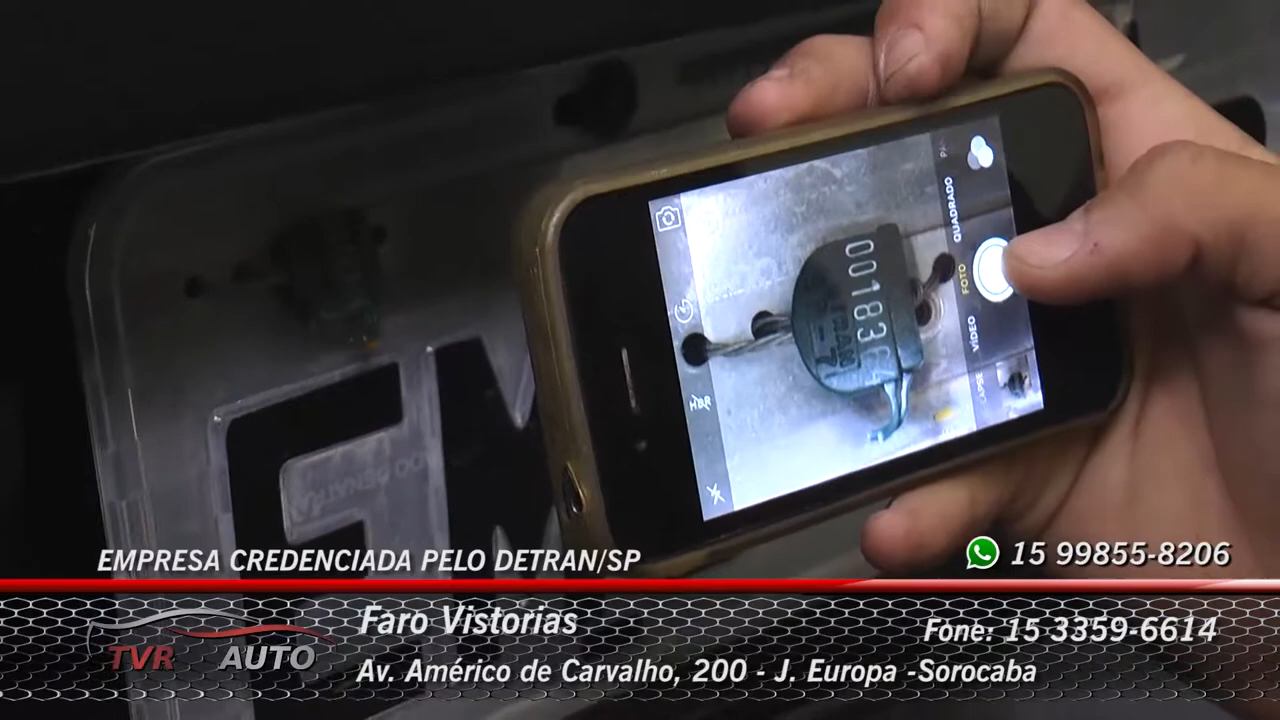 QUADRADO
FOTO
VÍDEO
HDR
001836
EM
EMPRESA CREDENCIADA PELO DETRAN/SP
15 99855-8206
TVR AUTO
Faro Vistorias
Fone: 15 3359-6614
Av. Américo de Carvalho, 200 - J. Europa -Sorocaba